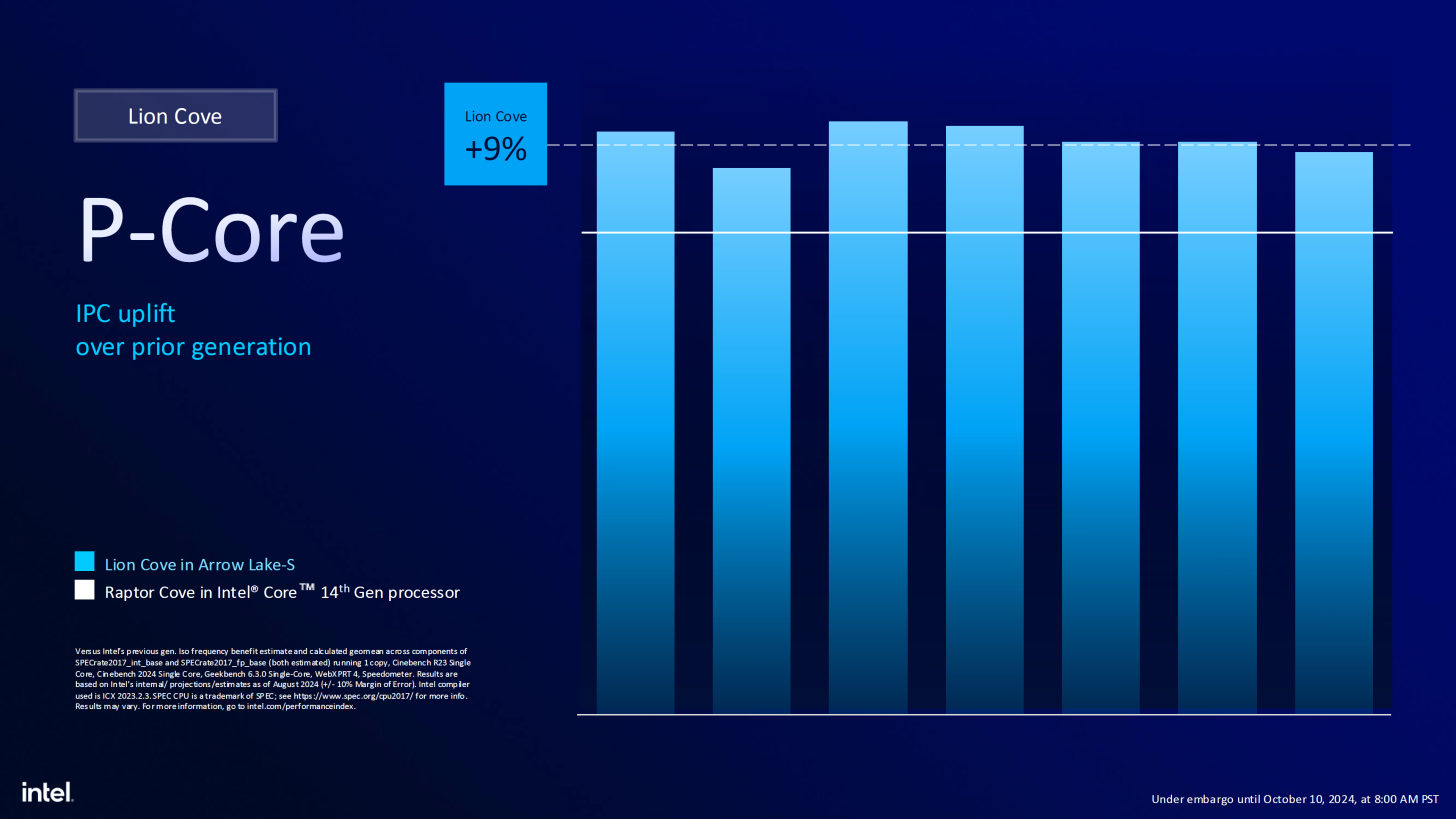 Lion Cove
P-Core
IPC uplift
over prior generation
Lion Cove
+9%
Lion Cove in Arrow Lake-S
Raptor Cove in Intel® Core™ 14th Gen processor
Versus Intel's previous gen. Iso frequency benefit estimate and calculated geomean across components of
SPECrate2017_int_base and SPECrate2017_fp_base (both estimated) running 1 copy, Cinebench R23 Single
Core, Cinebench 2024 Single Core, Geekbench 6.3.0 Single-Core, WebXPRT 4, Speedometer. Results are
based on Intel's internal/ projections/estimates as of August 2024 (+/- 10% Margin of Error). Intel compiler
used is ICX 2023.2.3. SPEC CPU is a trademark of SPEC; see https://www.spec.org/cpu2017/ for more info.
Results may vary. For more information, go to intel.com/performanceindex.
intel.
Under embargo until October 10, 2024, at 8:00 AM PST